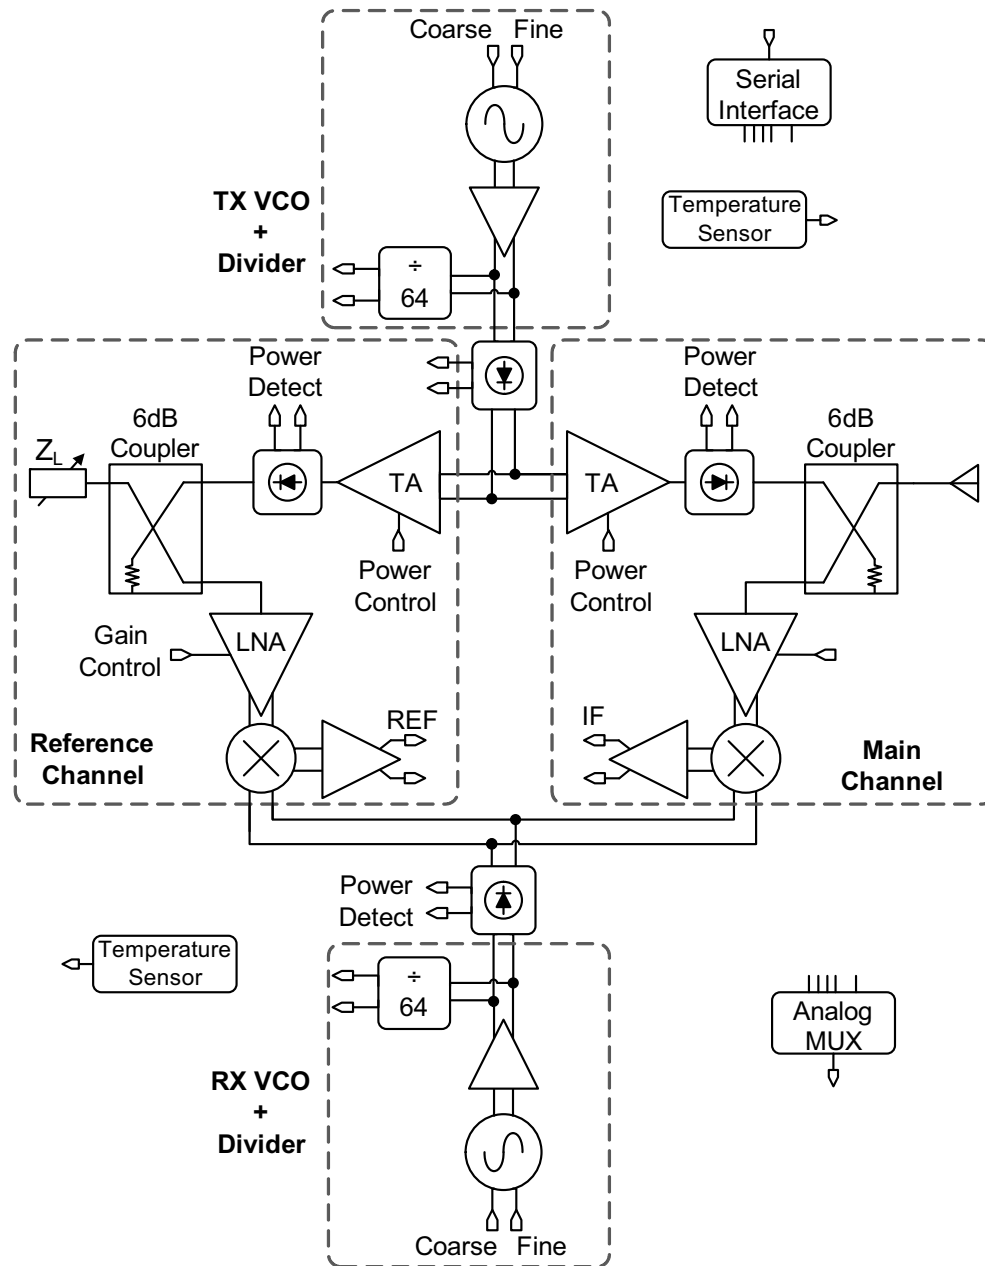 Coarse Fine
Serial
Interface
TX VCO
+
Divider
Temperature
Sensor
÷
64
Power
Detect
6dB
Coupler
ZL
TA
Power
Control
Power
Detect
6dB
Coupler
TA
Power
Control
Gain
Control
LNA
LNA
REF
IF
Reference
Channel
Main
Channel
Power
Detect
Temperature
Sensor
÷
64
Analog
MUX
RX VCO
+
Divider
Coarse Fine